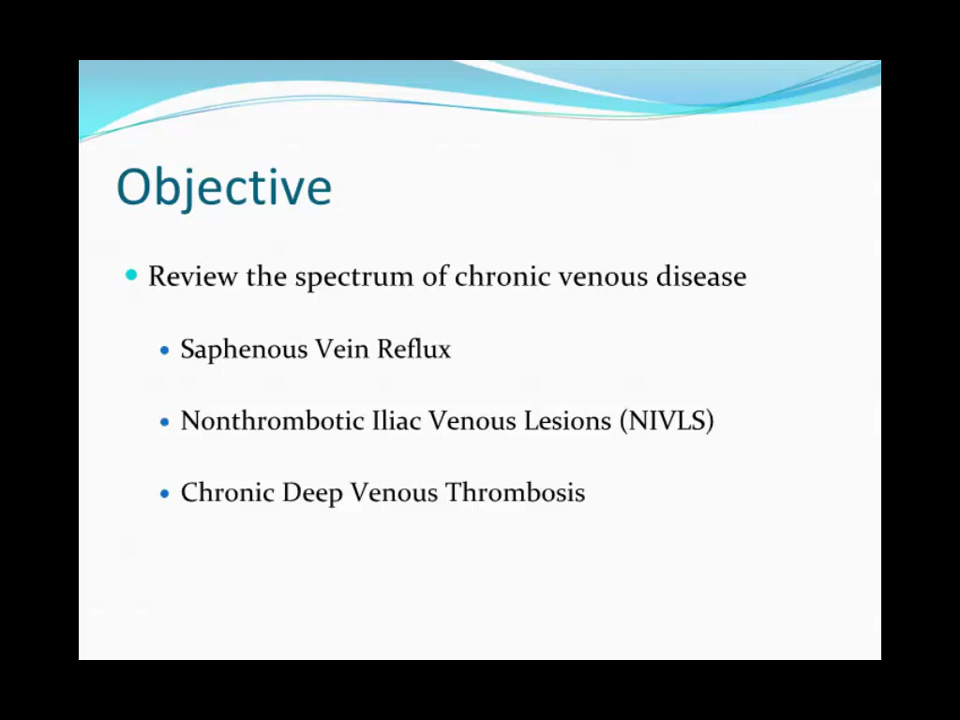 Objective
Review the spectrum of chronic venous disease
Saphenous Vein Reflux
Nonthrombotic Iliac Venous Lesions (NIVLS)
Chronic Deep Venous Thrombosis